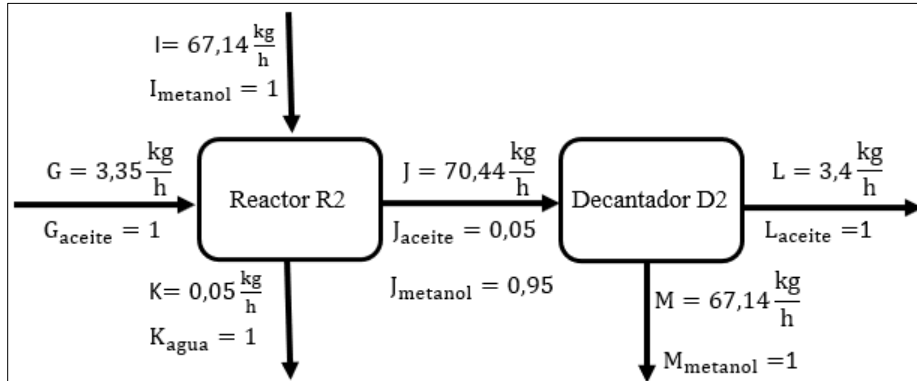 I= 67,14 kg/h
I_metanol = 1
G = 3,35 kg/h
G_aceite = 1
Reactor R2
J = 70,44 kg/h
J_aceite = 0,05
J_metanol = 0,95
Decantador D2
L = 3,4 kg/h
L_aceite =1
K= 0,05 kg/h
K_agua = 1
M = 67,14 kg/h
M_metanol =1